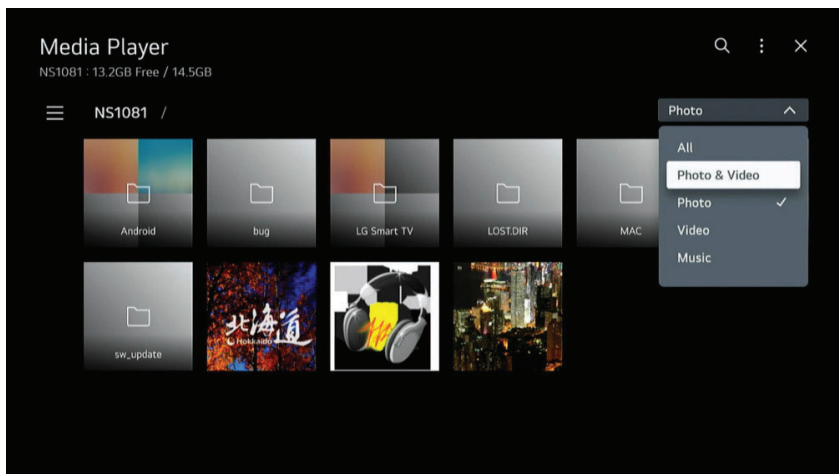 Media Player
NS1081 : 13.2GB Free / 14.5GB
NS1081 /
Photo
All
Photo & Video
Photo
Video
Music
Android
bug
LG Smart TV
LOST.DIR
MAC
sw_update
北海道
Hokkaido